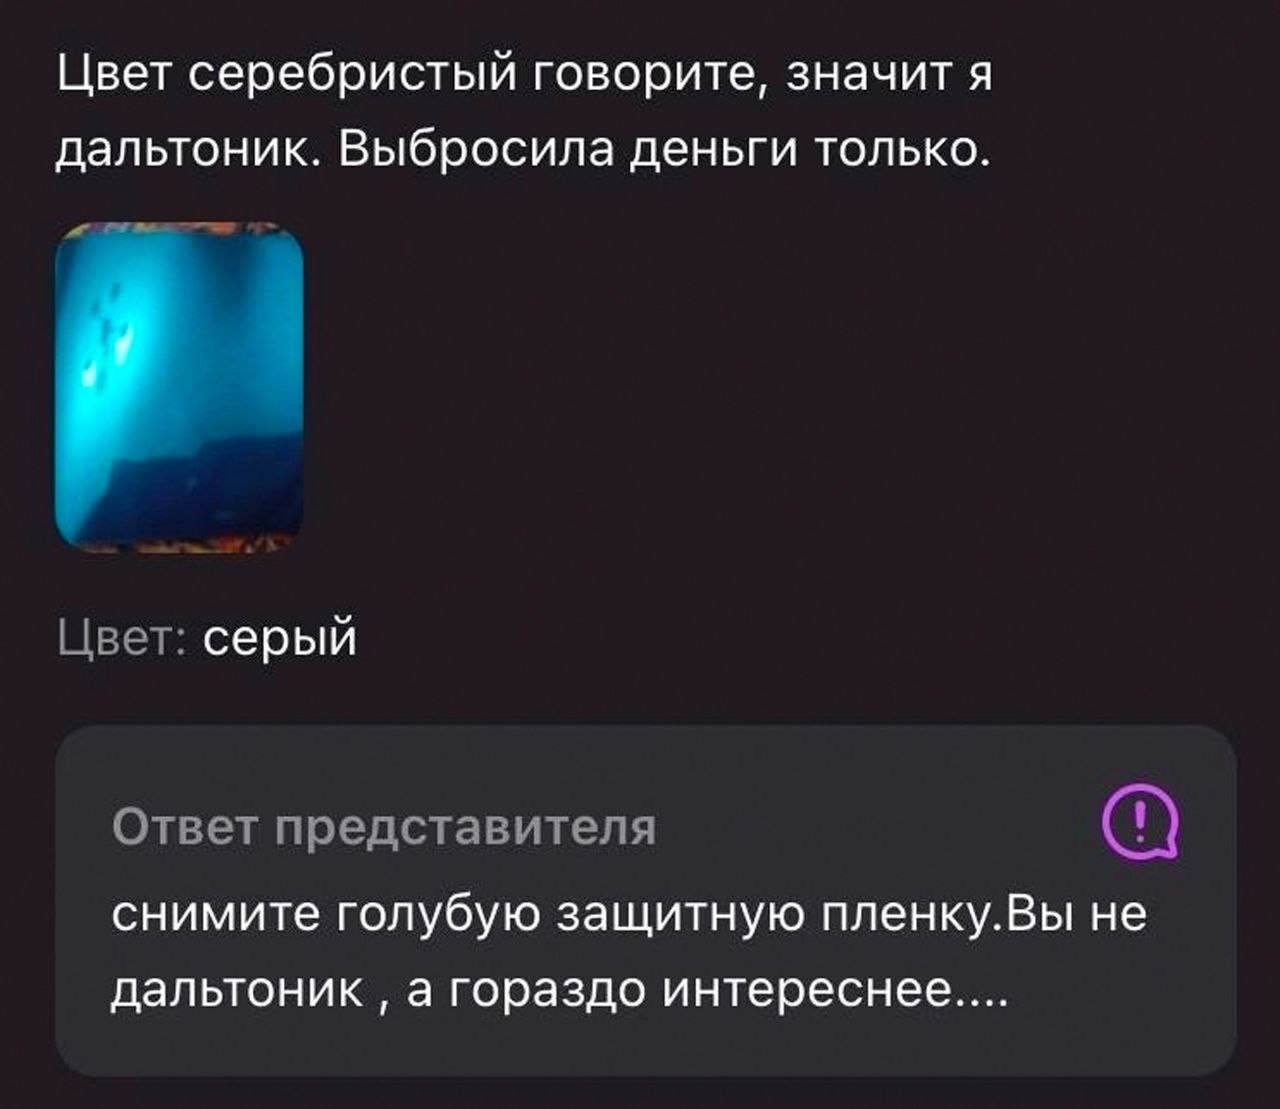 Цвет серебристый говорите, значит я
дальтоник. Выбросила деньги только.
Цвет: серый
Ответ представителя
снимите голубую защитную пленку.Вы не
дальтоник , а гораздо интереснее....